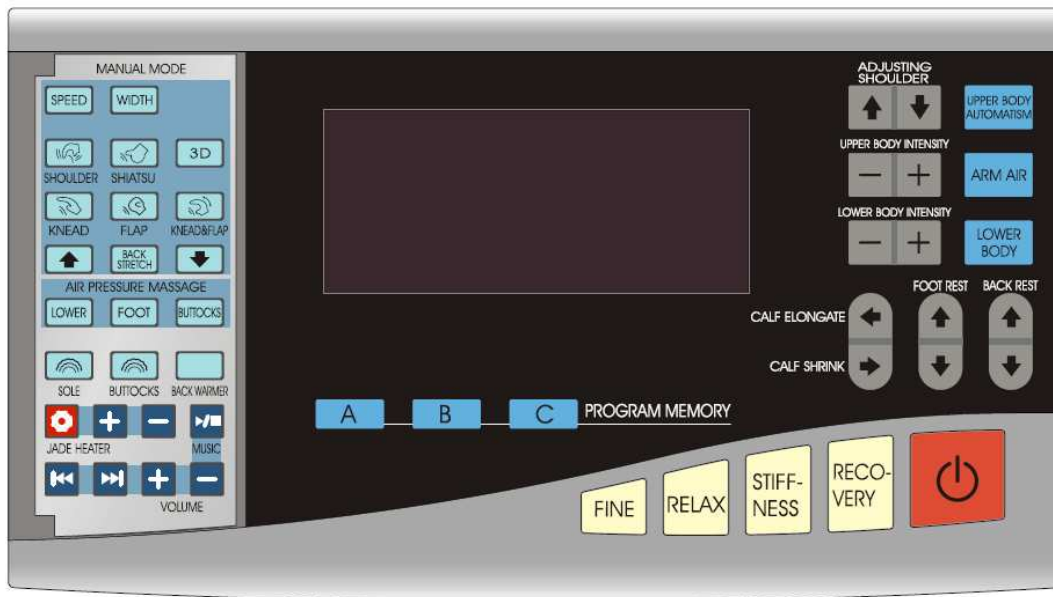 MANUAL MODE
SPEED
WIDTH
SHOULDER
SHIATSU
3D
KNEAD
FLAP
KNEAD&FLAP
BACK
STRETCH
AIR PRESSURE MASSAGE
LOWER
FOOT
BUTTOCKS
SOLE
BUTTOCKS
BACK WARMER
JADE HEATER
MUSIC
VOLUME
ADJUSTING
SHOULDER
UPPER BODY
AUTOMATISM
UPPER BODY INTENSITY
ARM AIR
LOWER BODY INTENSITY
LOWER
BODY
FOOT REST
BACK REST
CALF ELONGATE
CALF SHRINK
A
B
C
PROGRAM MEMORY
FINE
RELAX
STIFF-
NESS
RECO-
VERY